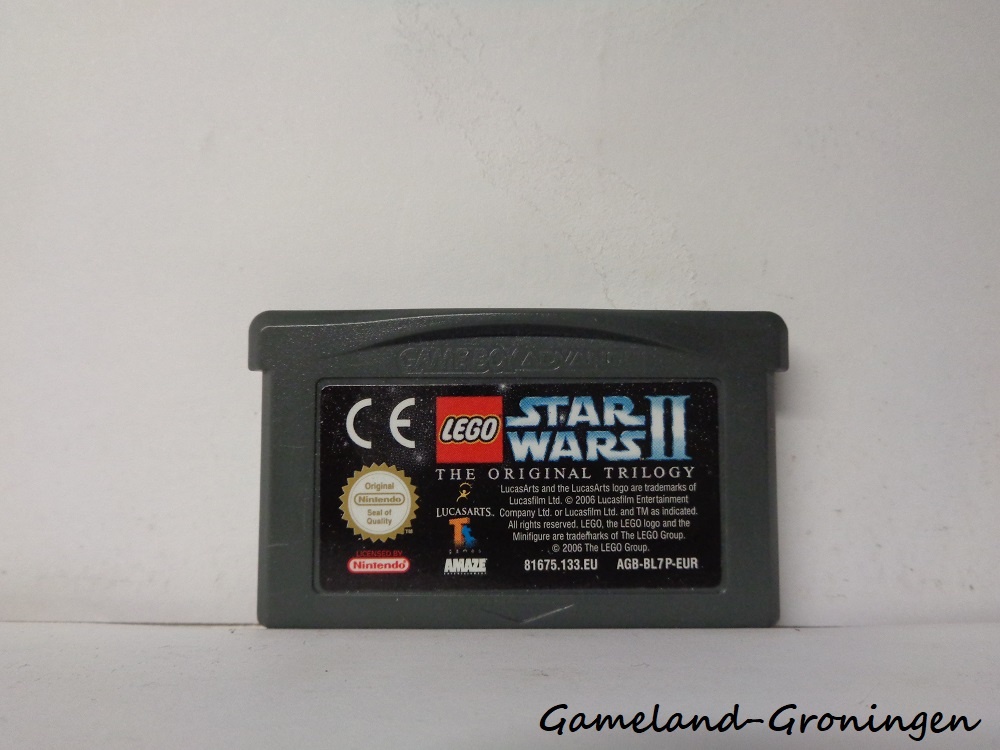 GAME BOY ADVANCE
CE
LEGO
STAR
WARS II
THE ORIGINAL TRILOGY
Original
Nintendo
Seal of
Quality
TM
LICENSED BY
Nintendo
LUCASARTS.
games
AMAZE
ENTERTAINMENT
LucasArts and the LucasArts logo are trademarks of
Lucasfilm Ltd. © 2006 Lucasfilm Entertainment
Company Ltd. or Lucasfilm Ltd. and TM as indicated.
All rights reserved. LEGO, the LEGO logo and the
Minifigure are trademarks of The LEGO Group.
© 2006 The LEGO Group.
81675.133.EU AGB-BL7P-EUR
Gameland-Groningen